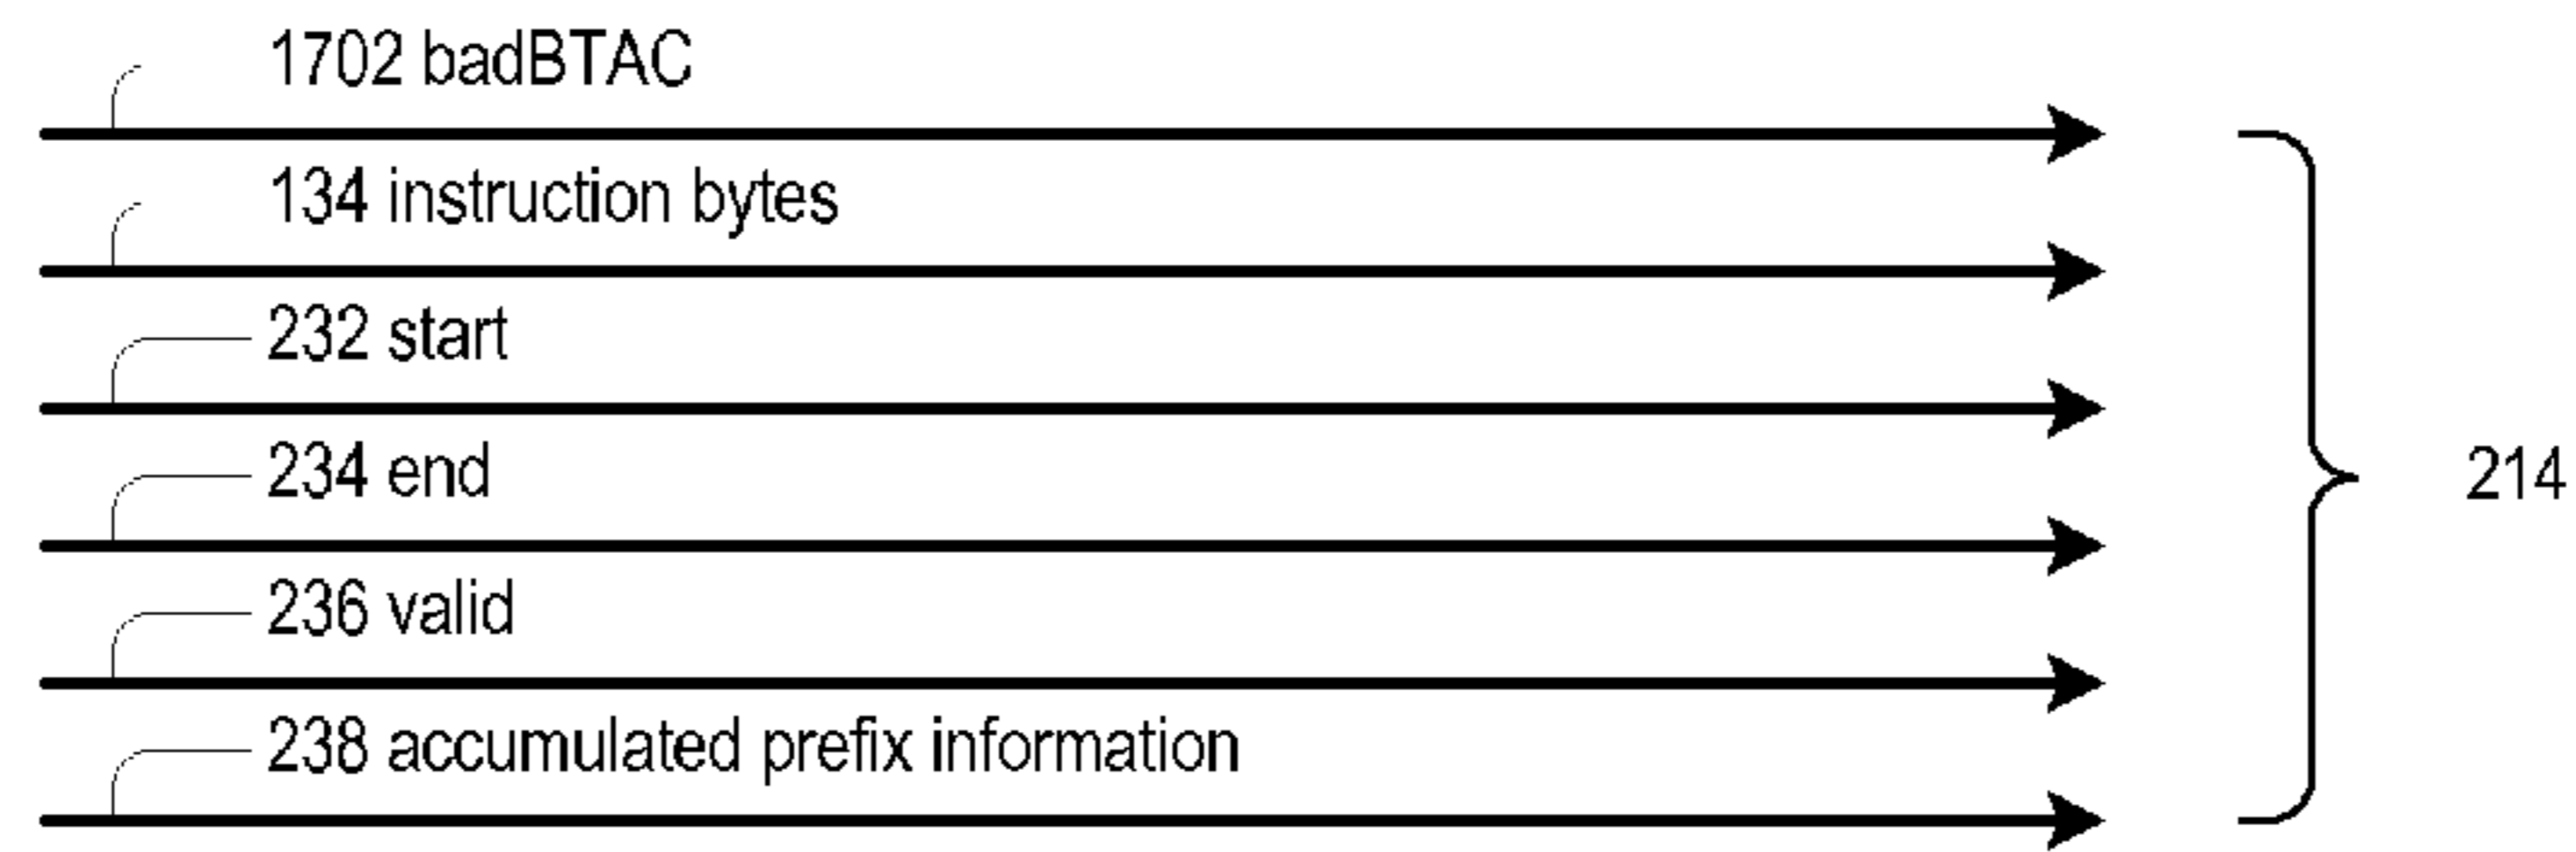 1702 badBTAC
134 instruction bytes
232 start
234 end
214
236 valid
238 accumulated prefix information